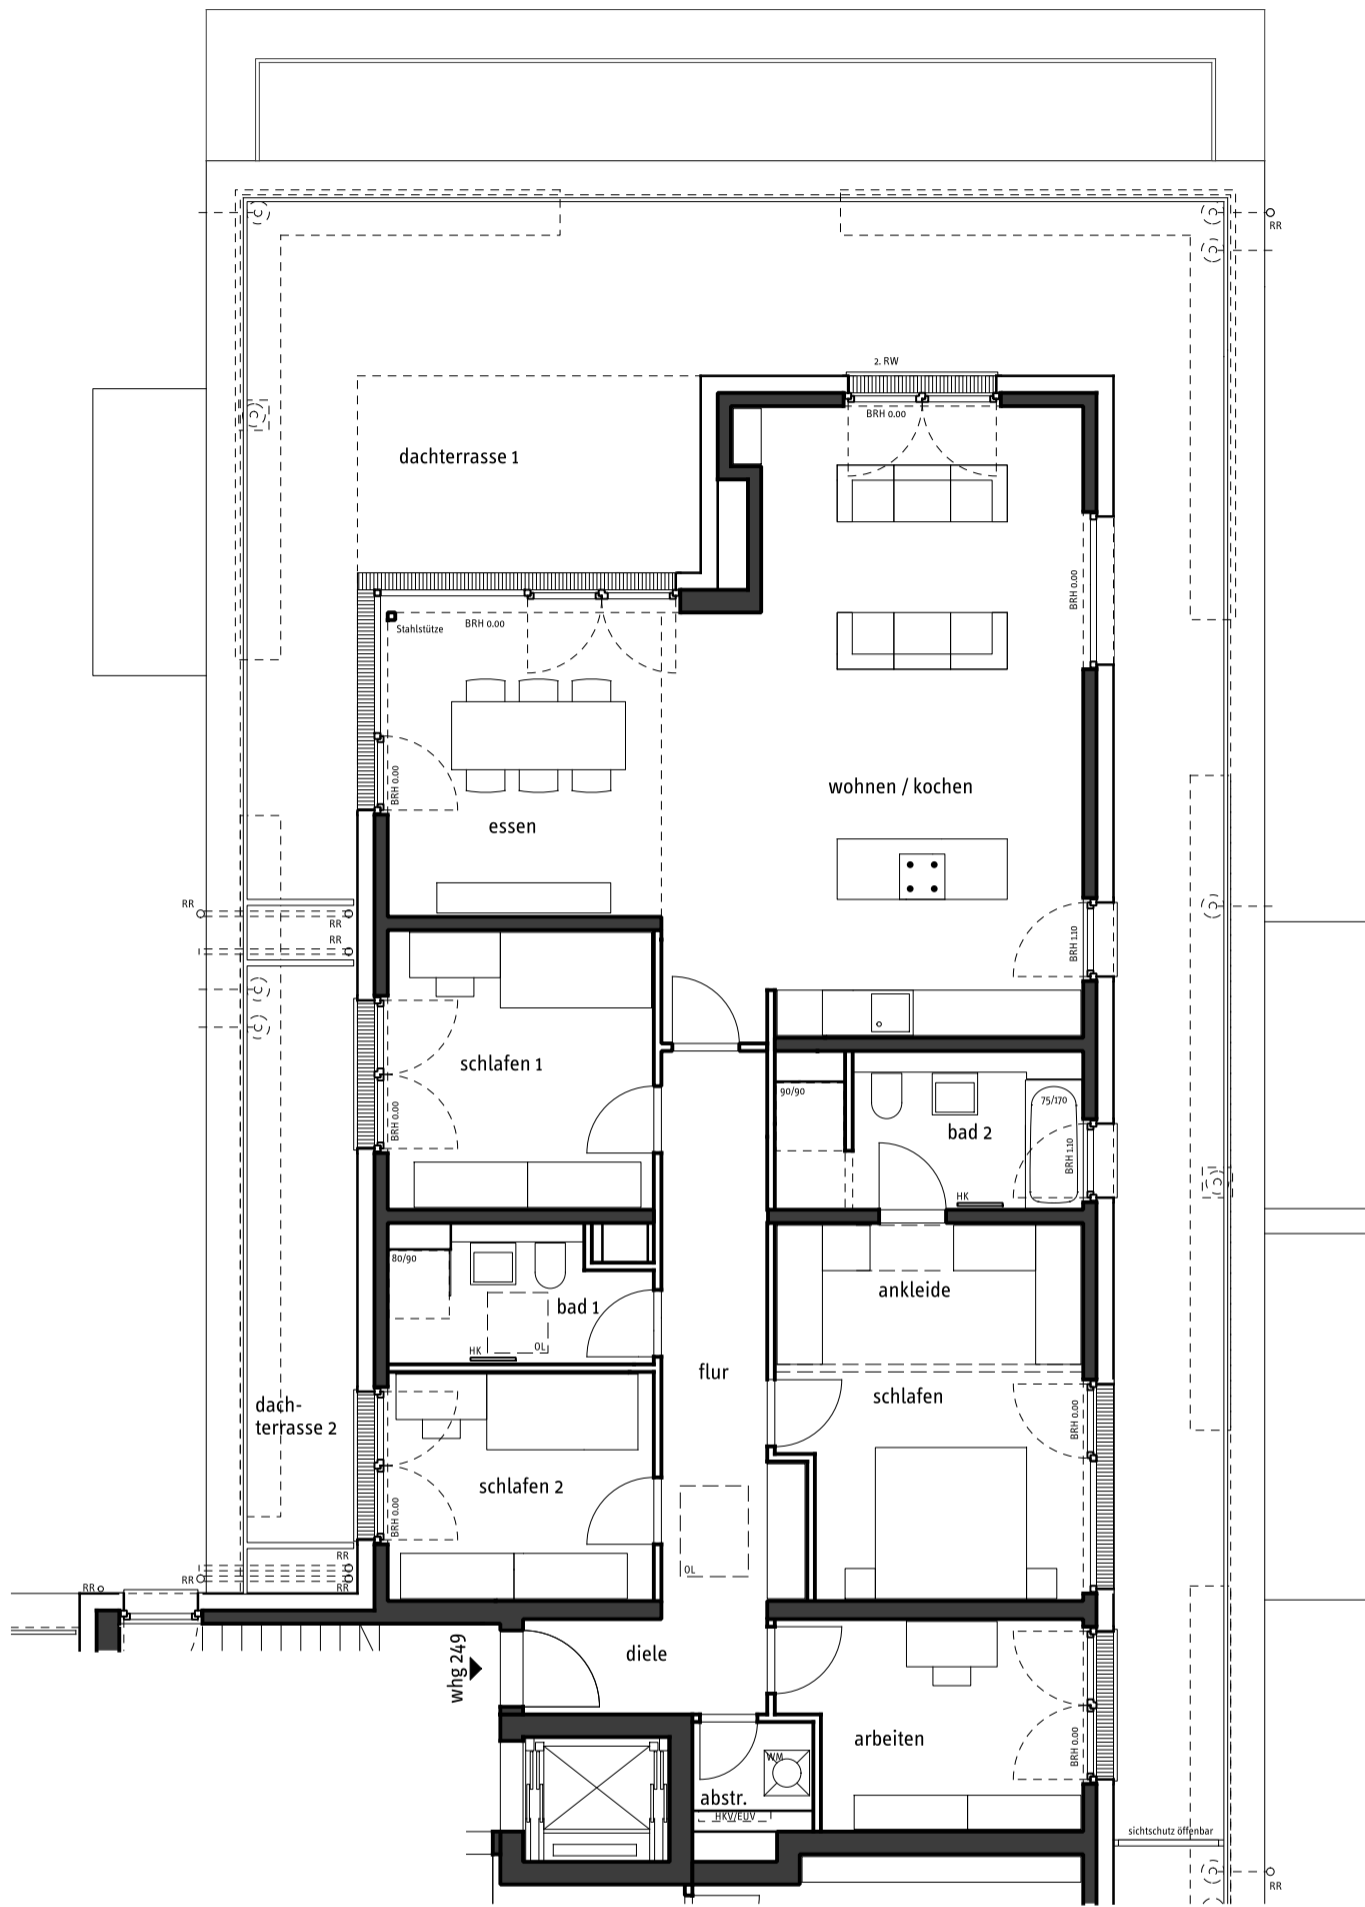 RR
2. RW
BRH 0.00
dachterrasse 1
BRH 0.00
Stahlstütze
BRH 0.00
BRH 0.00
wohnen / kochen
essen
RR
RR
RR
BRH 1.10
schlafen 1
BRH 0.00
90/90
75/170
bad 2
BRH 1.10
HK
80/90
bad 1
HK
OL
ankleide
flur
schlafen
BRH 0.00
dach-
terrasse 2
schlafen 2
BRH 0.00
OL
RR
RR
RR
RR
whg 249
diele
arbeiten
BRH 0.00
WM
abstr.
HKV/EUV
sichtschutz öffenbar
RR